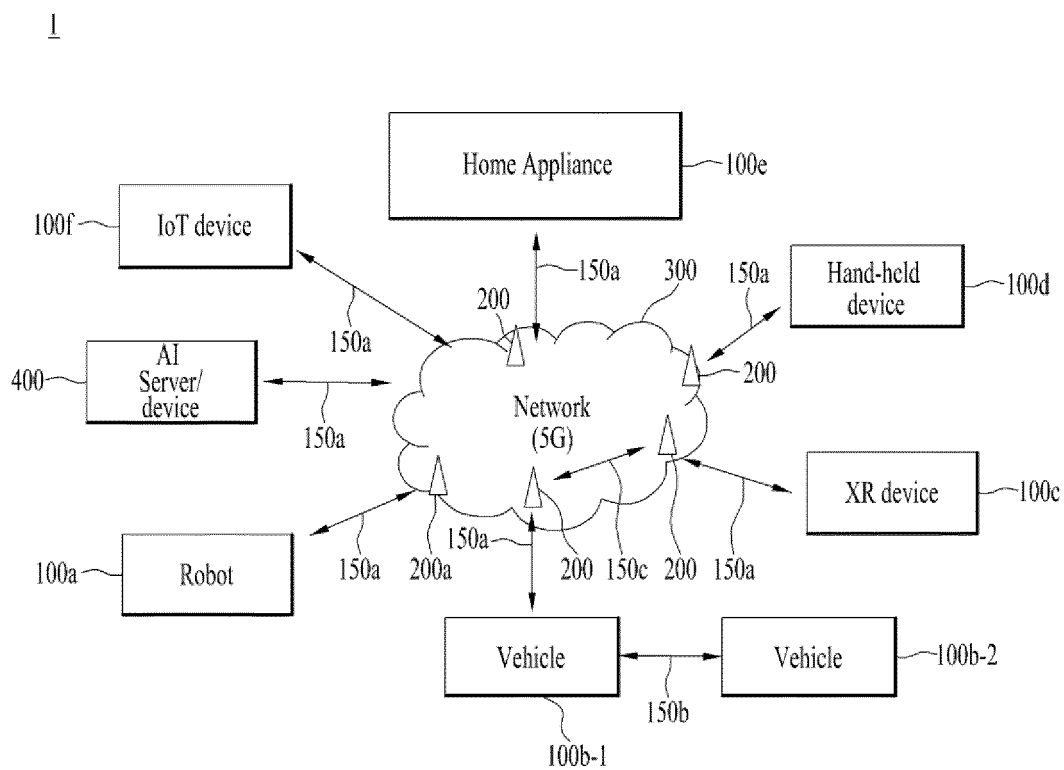 1
Home Appliance
100e
100f
IoT device
150a
300
150a
Hand-held
device
100d
200
150a
400
AI
Server/
device
150a
200
Network
(5G)
XR device
100c
150a
100a
Robot
150a
200a
200
150c
200
150a
Vehicle
Vehicle
100b-2
150b
100b-1